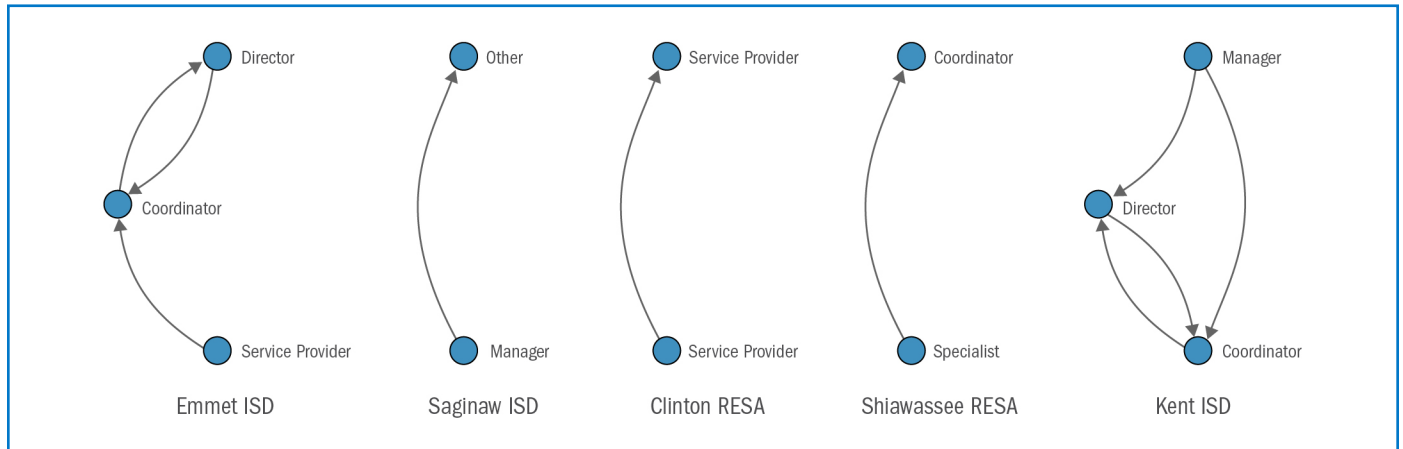 Director
Other
Service Provider
Coordinator
Manager
Coordinator
Director
Service Provider
Manager
Service Provider
Specialist
Coordinator
Emmet ISD
Saginaw ISD
Clinton RESA
Shiawassee RESA
Kent ISD